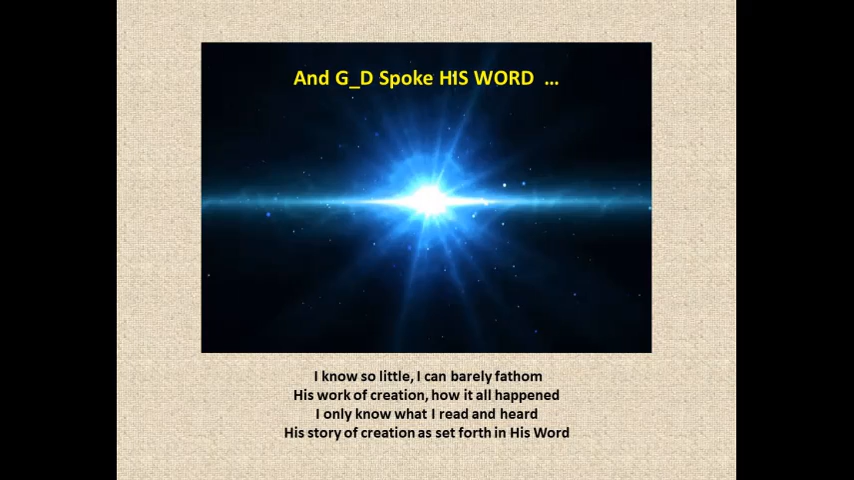 And G_D Spoke HIS WORD ...
I know so little, I can barely fathom
His work of creation, how it all happened
I only know what I read and heard
His story of creation as set forth in His Word